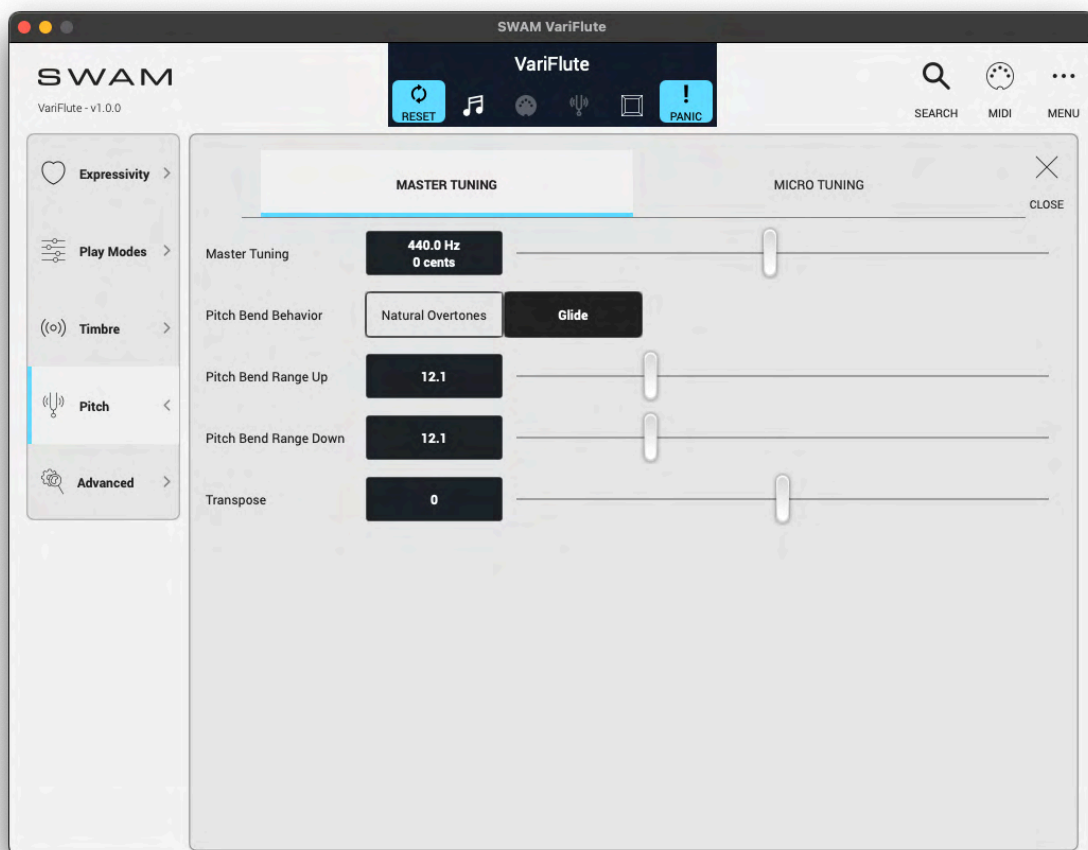 SWAM VariFlute
SWAM
VariFlute - v1.0.0
VariFlute
RESET
!
PANIC
SEARCH
MIDI
MENU
Expressivity
Play Modes
Timbre
Pitch
Advanced
MASTER TUNING
MICRO TUNING
CLOSE
Master Tuning
440.0 Hz
0 cents
Pitch Bend Behavior
Natural Overtones
Glide
Pitch Bend Range Up
12.1
Pitch Bend Range Down
12.1
Transpose
0